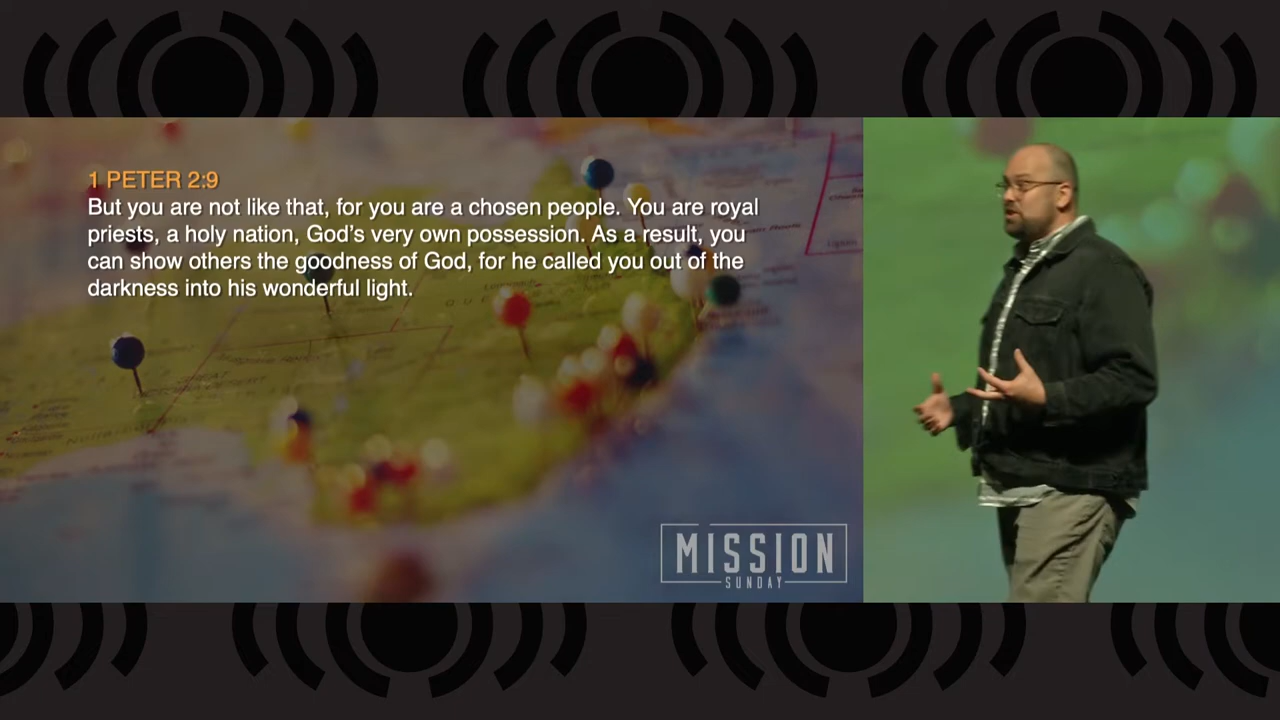 1 PETER 2:9
But you are not like that, for you are a chosen people. You are royal
priests, a holy nation, God’s very own possession. As a result, you
can show others the goodness of God, for he called you out of the
darkness into his wonderful light.
MISSION
SUNDAY